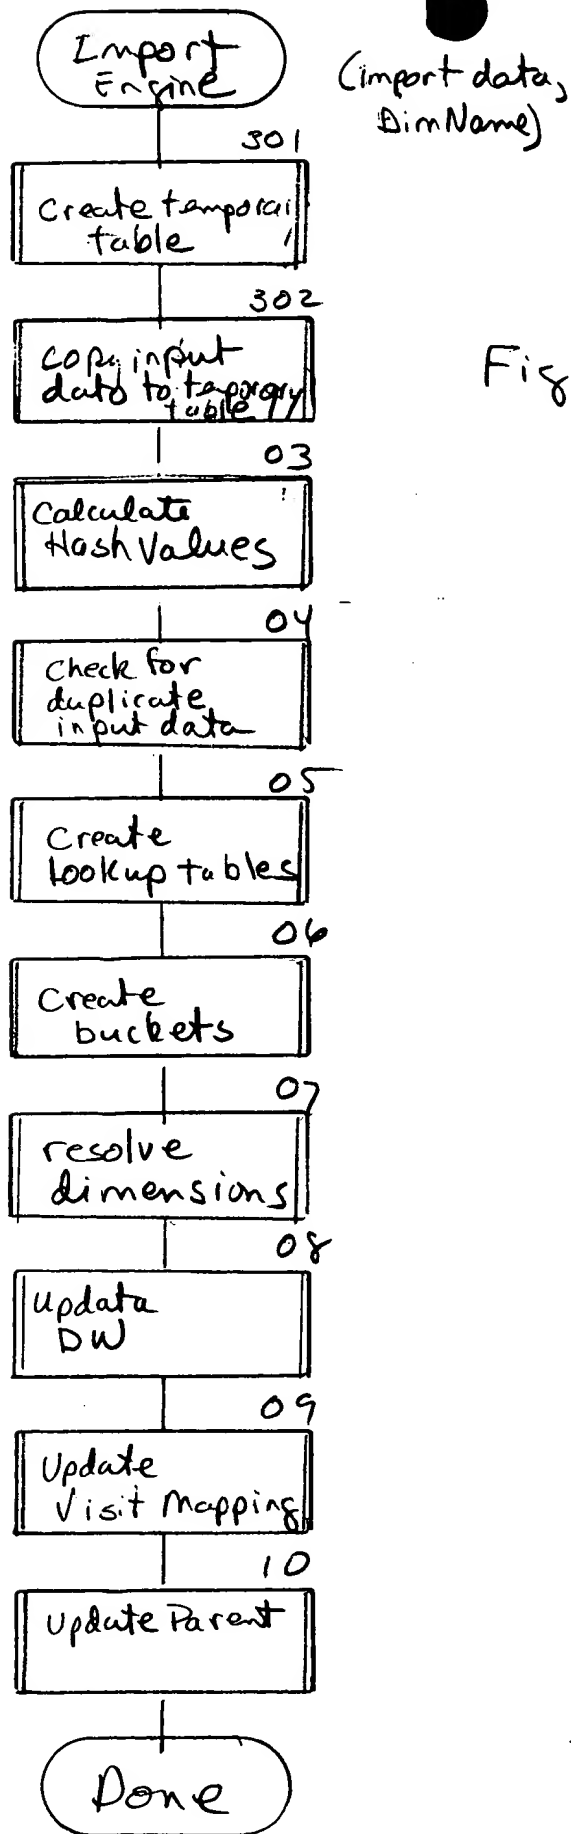 Import
Engine
(import data,
DimName)
301
Create temporar
table
302
Copy input
data to temporary
table
Fig
03
Calculate
Hash Values
04
Check for
duplicate
input data
05
Create
Lookup tables
06
Create
buckets
07
resolve
dimensions
08
updata
DW
09
Update
Visit Mapping
10
Update Parent
Done